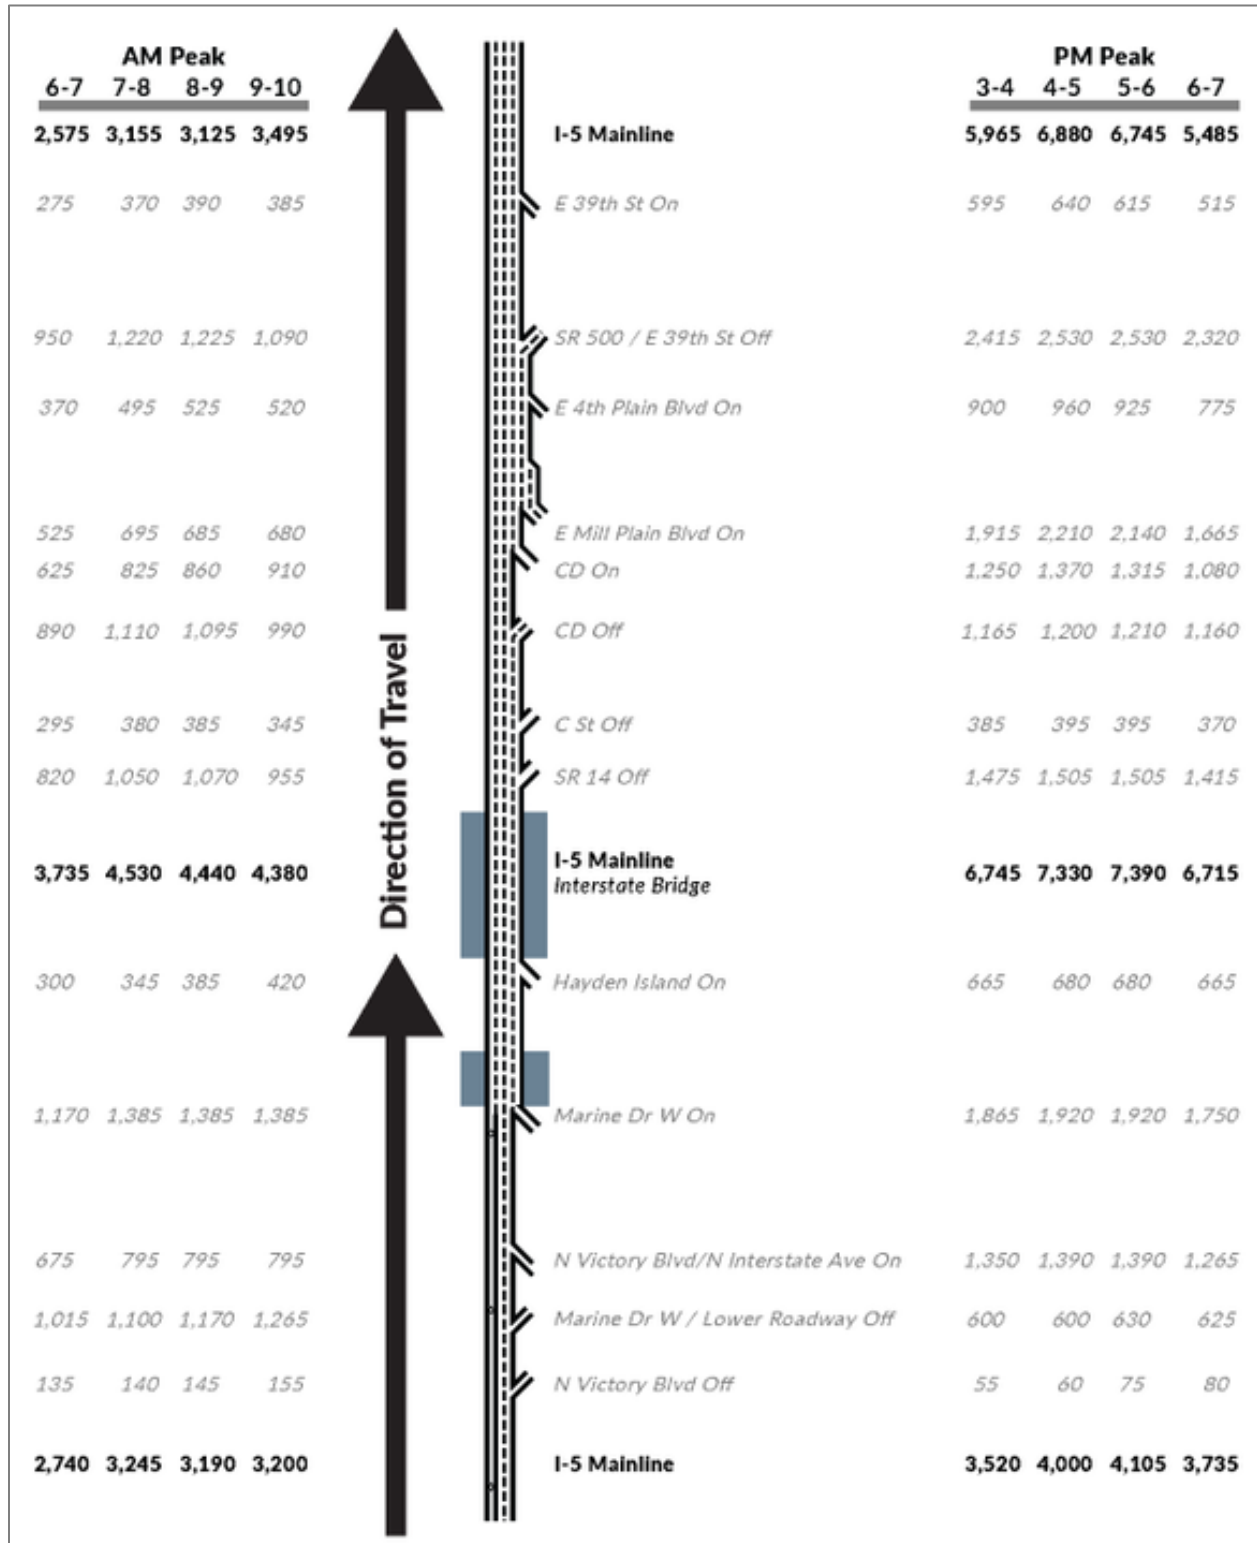 AM Peak PM Peak
6-7 7-8 8-9 9-10 3-4 4-5 5-6 6-7
2,575 3,155 3,125 3,495 I-5 Mainline 5,965 6,880 6,745 5,485
275 370 390 385 E 39th St On 595 640 615 515
950 1,220 1,225 1,090 SR 500 / E 39th St Off 2,415 2,530 2,530 2,320
370 495 525 520 E 4th Plain Blvd On 900 960 925 775
525 695 685 680 E Mill Plain Blvd On 1,915 2,210 2,140 1,665
625 825 860 910 CD On 1,250 1,370 1,315 1,080
890 1,110 1,095 990 CD Off 1,165 1,200 1,210 1,160
295 380 385 345 C St Off 385 395 395 370
820 1,050 1,070 955 SR 14 Off 1,475 1,505 1,505 1,415
Direction of Travel
3,735 4,530 4,440 4,380 I-5 Mainline 6,745 7,330 7,390 6,715
Interstate Bridge
300 345 385 420 Hayden Island On 665 680 680 665
1,170 1,385 1,385 1,385 Marine Dr W On 1,865 1,920 1,920 1,750
675 795 795 795 N Victory Blvd/N Interstate Ave On 1,350 1,390 1,390 1,265
1,015 1,100 1,170 1,265 Marine Dr W / Lower Roadway Off 600 600 630 625
135 140 145 155 N Victory Blvd Off 55 60 75 80
2,740 3,245 3,190 3,200 I-5 Mainline 3,520 4,000 4,105 3,735